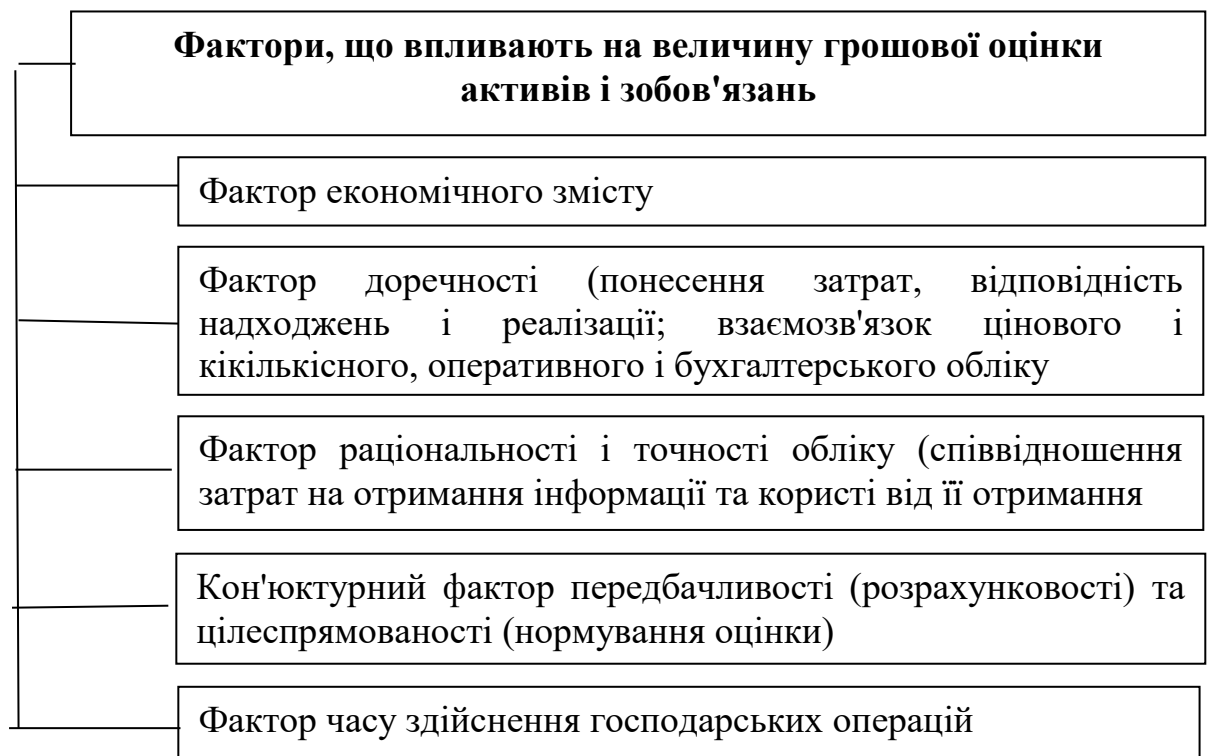 Фактори, що впливають на величину грошової оцінки
активів і зобов'язань
Фактор економічного змісту
Фактор доречності (понесення затрат, відповідність
надходжень і реалізації; взаємозв'язок цінового і
кікількісного, оперативного і бухгалтерського обліку
Фактор раціональності і точності обліку (співвідношення
затрат на отримання інформації та користі від її отримання
Кон'юктурний фактор передбачливості (розрахунковості) та
цілеспрямованості (нормування оцінки)
Фактор часу здійснення господарських операцій